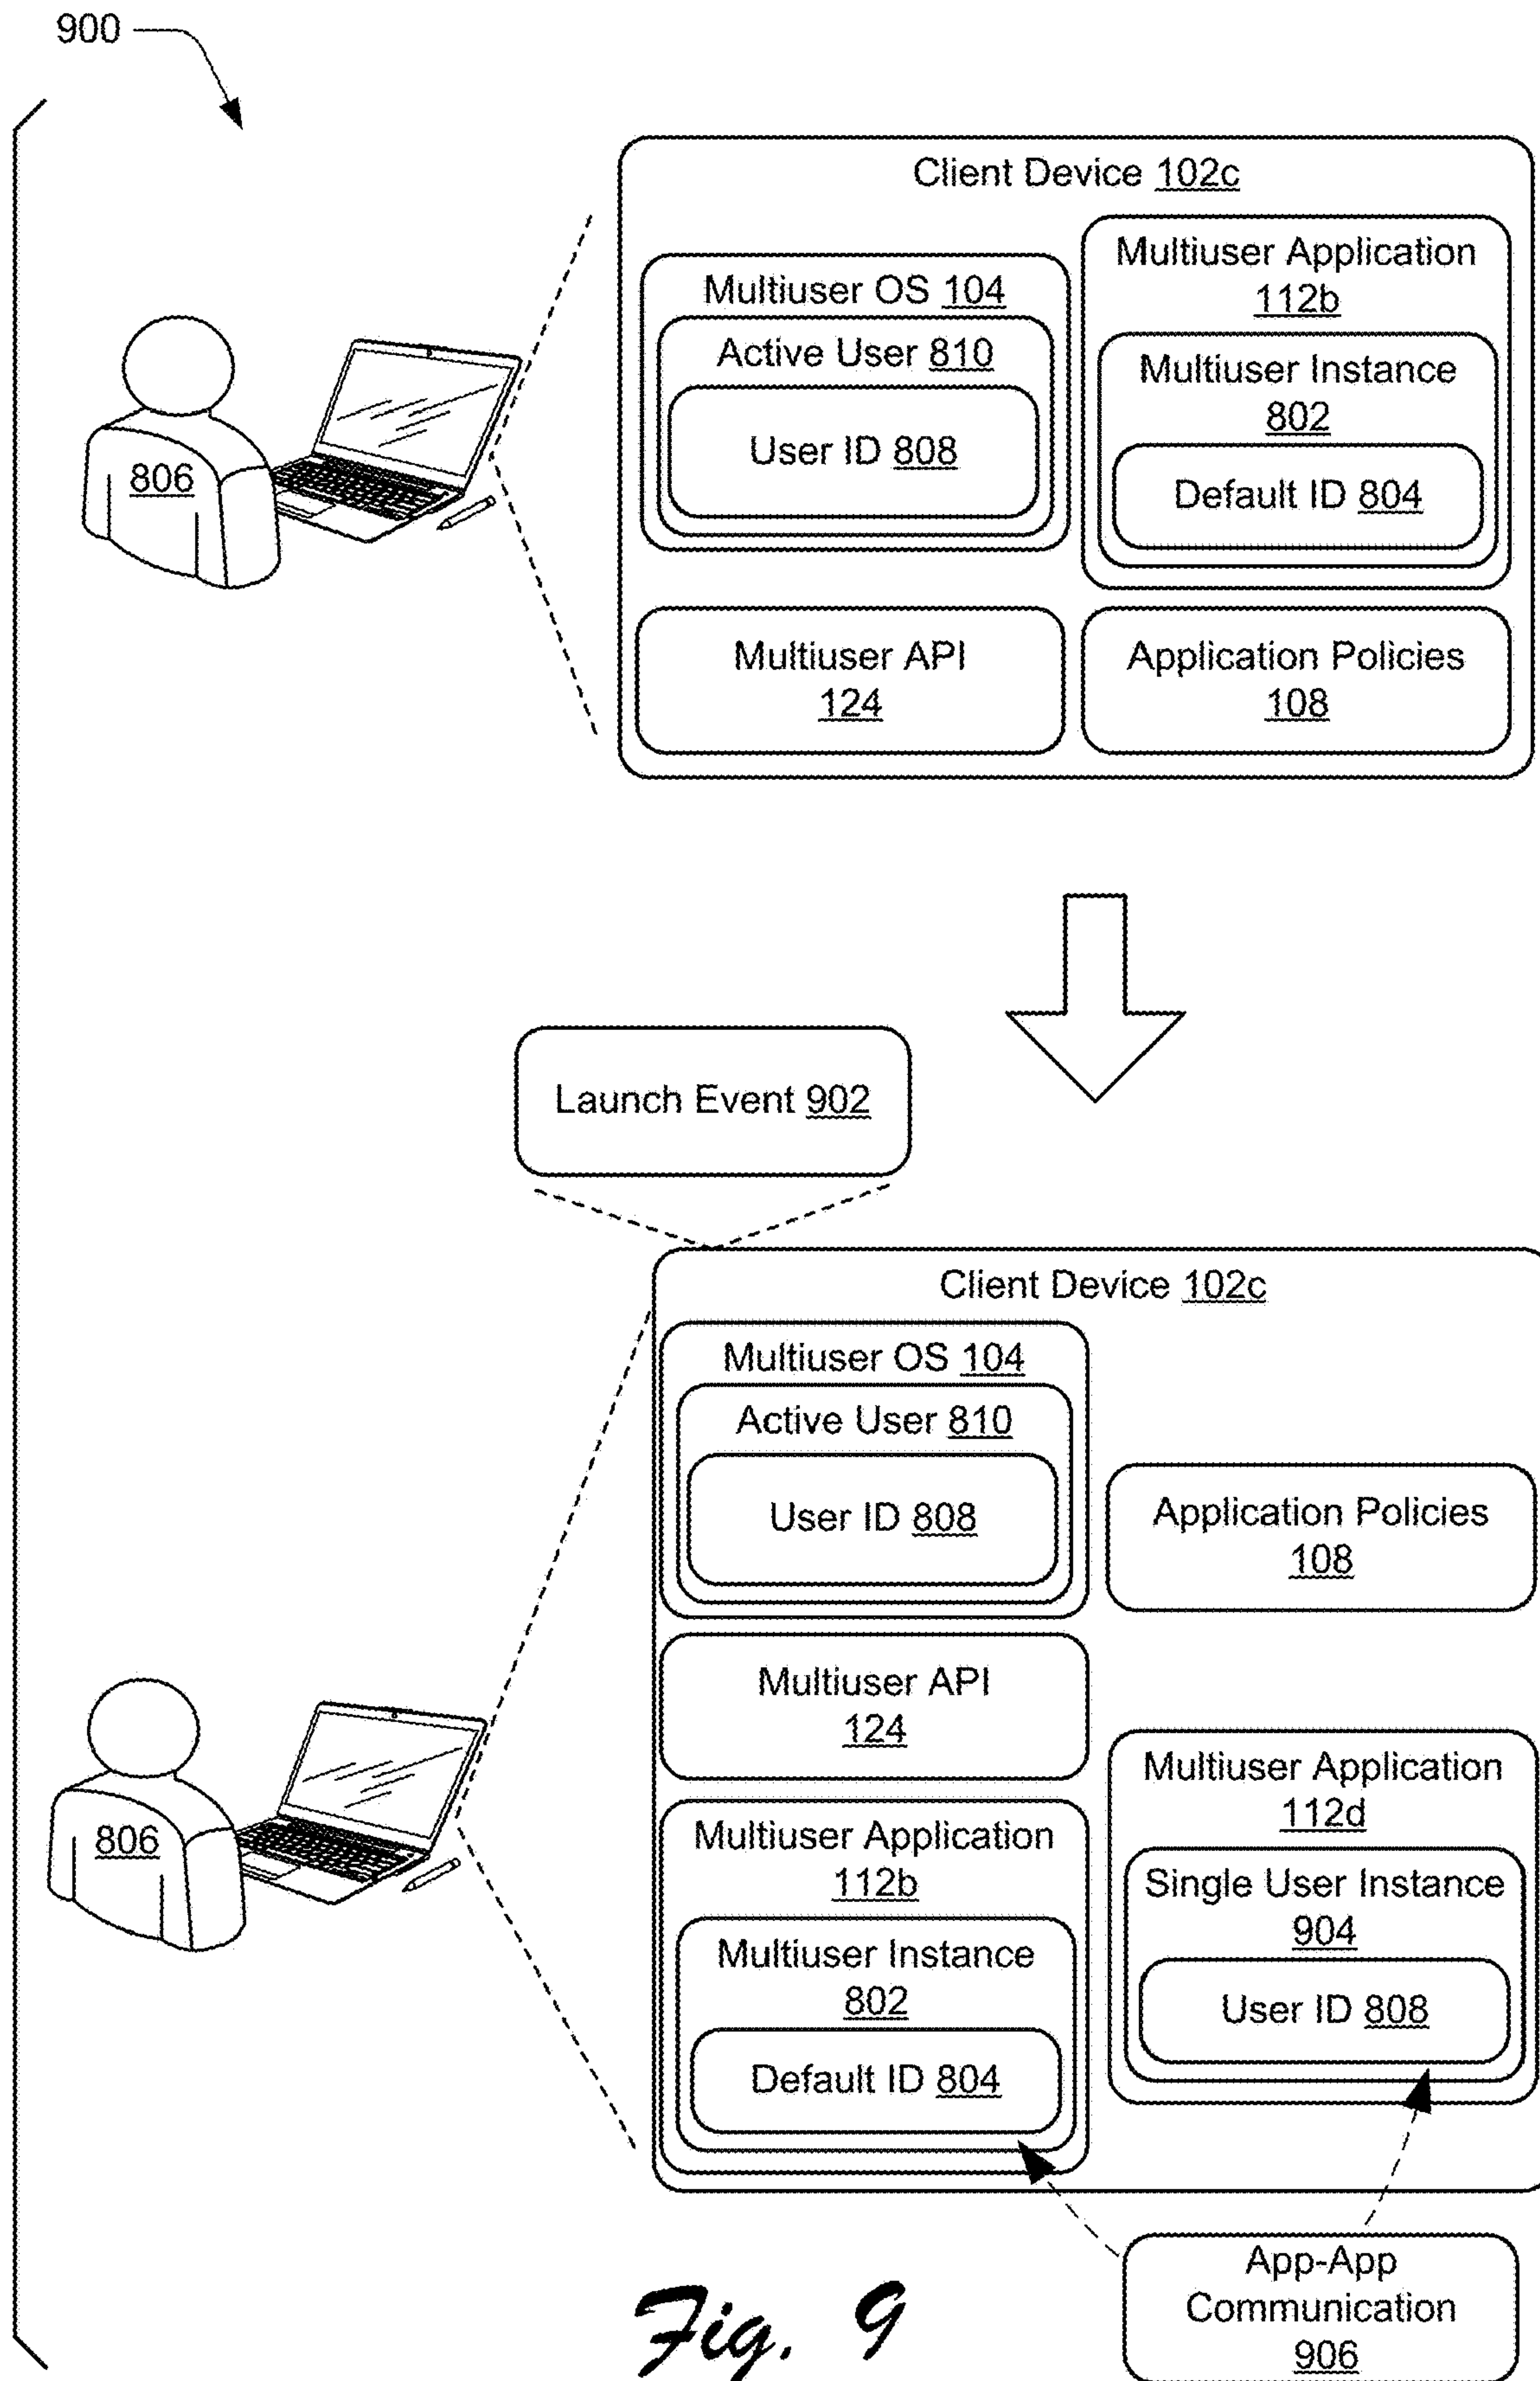 900
Client Device 102c
Multiuser OS 104
Active User 810
User ID 808
Multiuser Application
112b
Multiuser Instance
802
Default ID 804
806
Multiuser API
124
Application Policies
108
Launch Event 902
Client Device 102c
Multiuser OS 104
Active User 810
User ID 808
Application Policies
108
Multiuser API
124
806
Multiuser Application
112b
Multiuser Instance
802
Default ID 804
Multiuser Application
112d
Single User Instance
904
User ID 808
App-App
Communication
906
Fig. 9